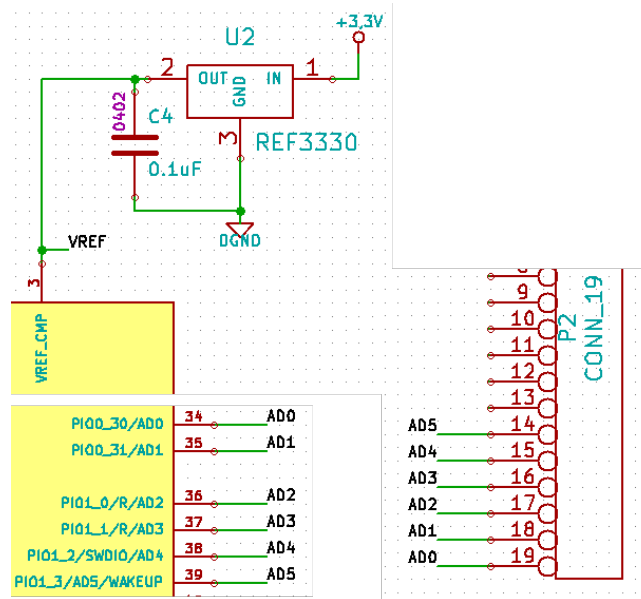 +3,3V
U2
2 OUT IN 1
GND
0402
C4
3
REF3330
0.1uF
DGND
VREF
3
VREF_CMP
9
10
11
12
13
14
15
16
17
18
19
P2
CONN_19
AD5
AD4
AD3
AD2
AD1
AD0
PIO0_30/AD0 34 AD0
PIO0_31/AD1 35 AD1
PIO1_0/R/AD2 36 AD2
PIO1_1/R/AD3 37 AD3
PIO1_2/SWDIO/AD4 38 AD4
PIO1_3/AD5/WAKEUP 39 AD5